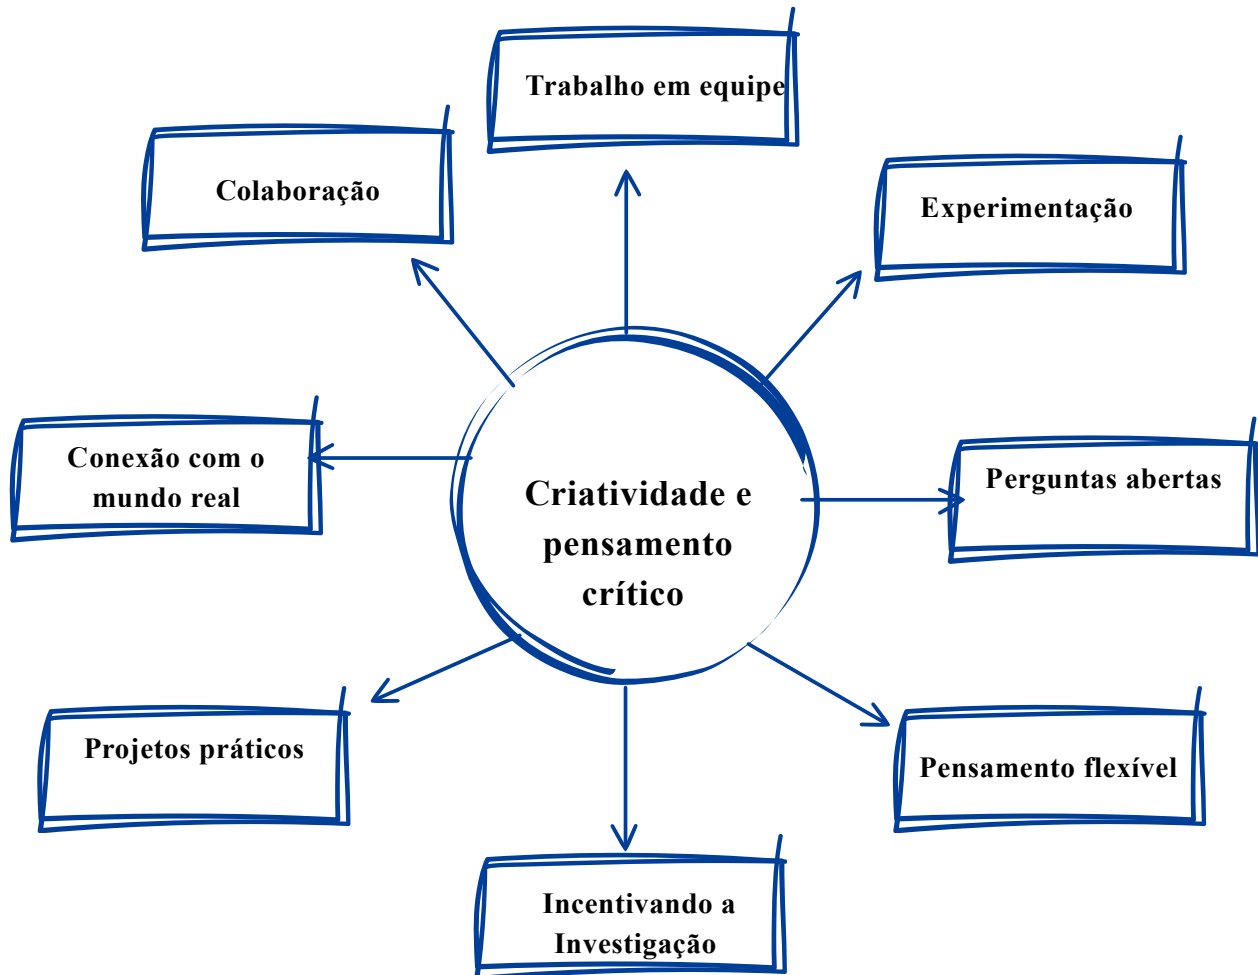 Trabalho em equipe
Colaboração
Experimentação
Conexão com o
mundo real
Perguntas abertas
Criatividade e
pensamento
crítico
Projetos práticos
Pensamento flexível
Incentivando a
Investigação